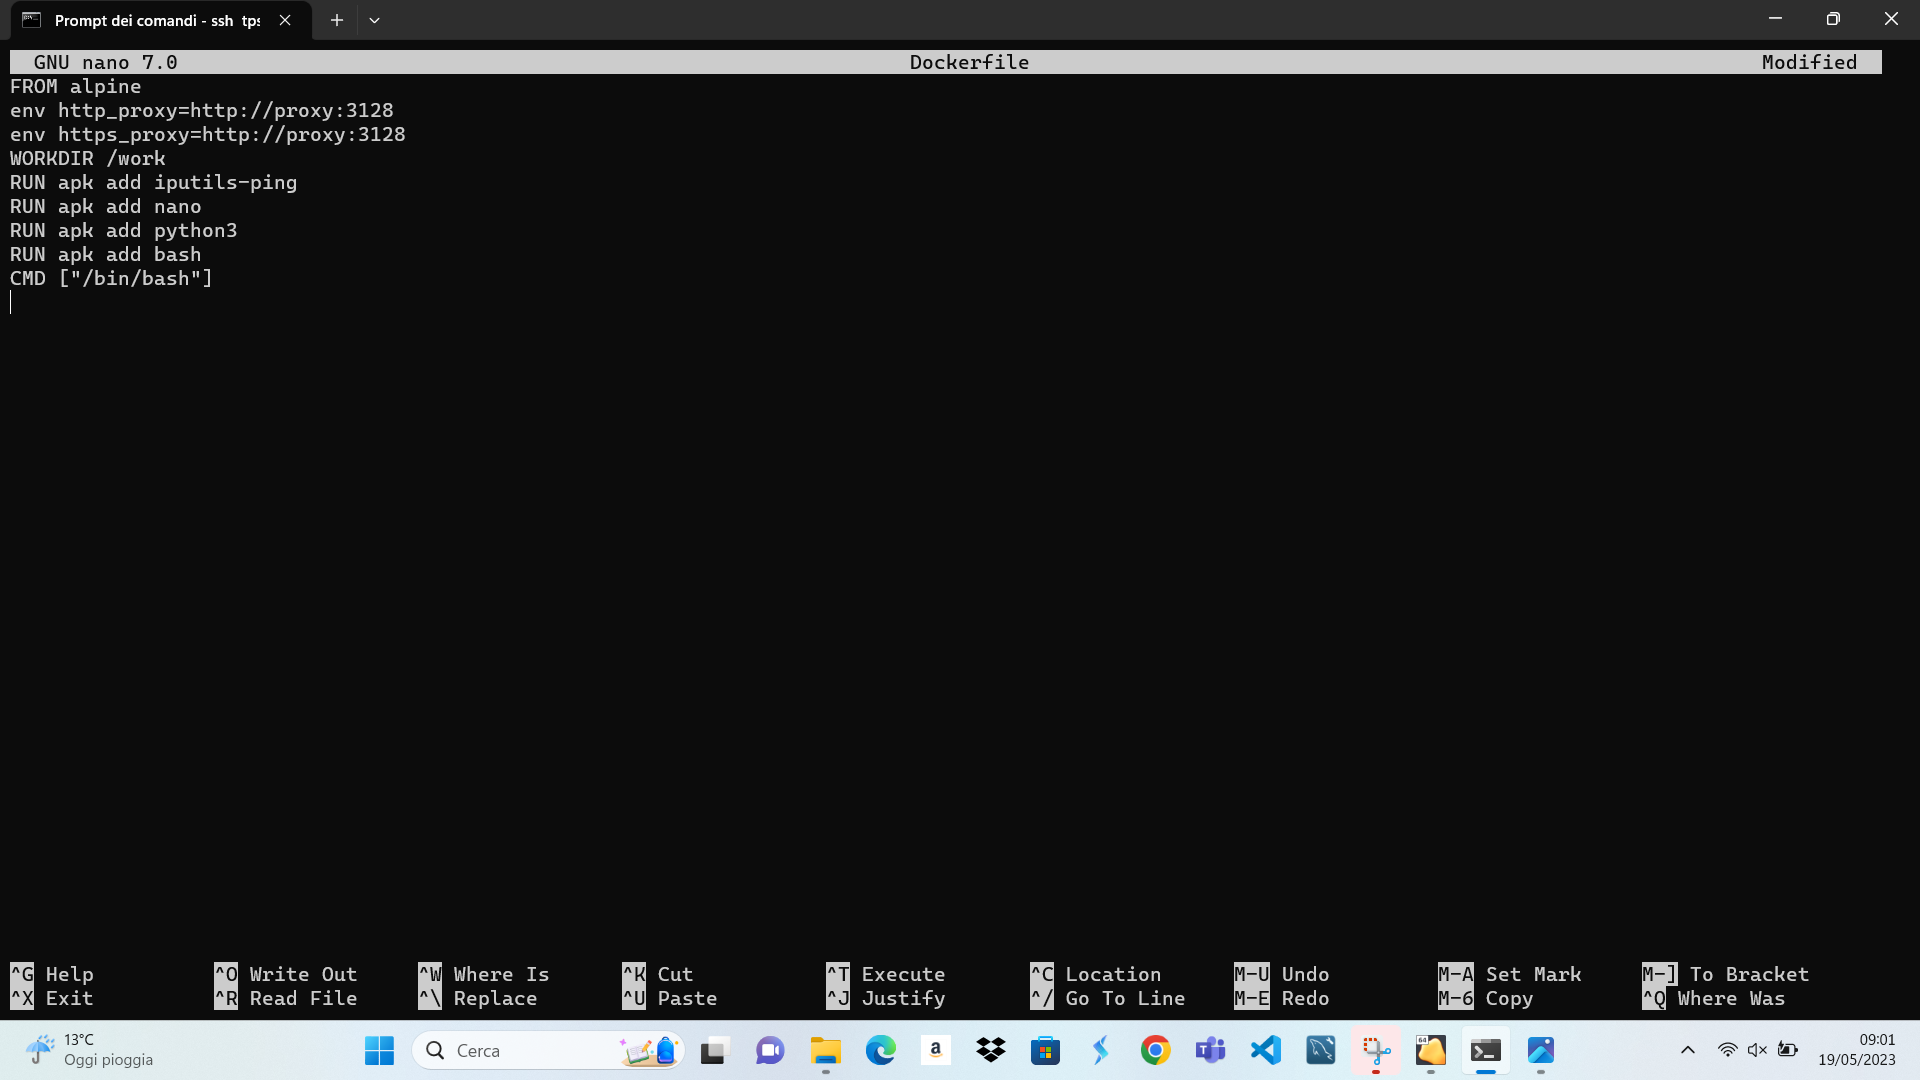 Prompt dei comandi - ssh tps
GNU nano 7.0 Dockerfile Modified
FROM alpine
env http_proxy=http://proxy:3128
env https_proxy=http://proxy:3128
WORKDIR /work
RUN apk add iputils-ping
RUN apk add nano
RUN apk add python3
RUN apk add bash
CMD ["/bin/bash"]
^G Help ^O Write Out ^W Where Is ^K Cut ^T Execute ^C Location M-U Undo M-A Set Mark M-] To Bracket
^X Exit ^R Read File ^\ Replace ^U Paste ^J Justify ^/ Go To Line M-E Redo M-6 Copy ^Q Where Was
13°C
Oggi pioggia
Cerca
a
64
09:01
19/05/2023